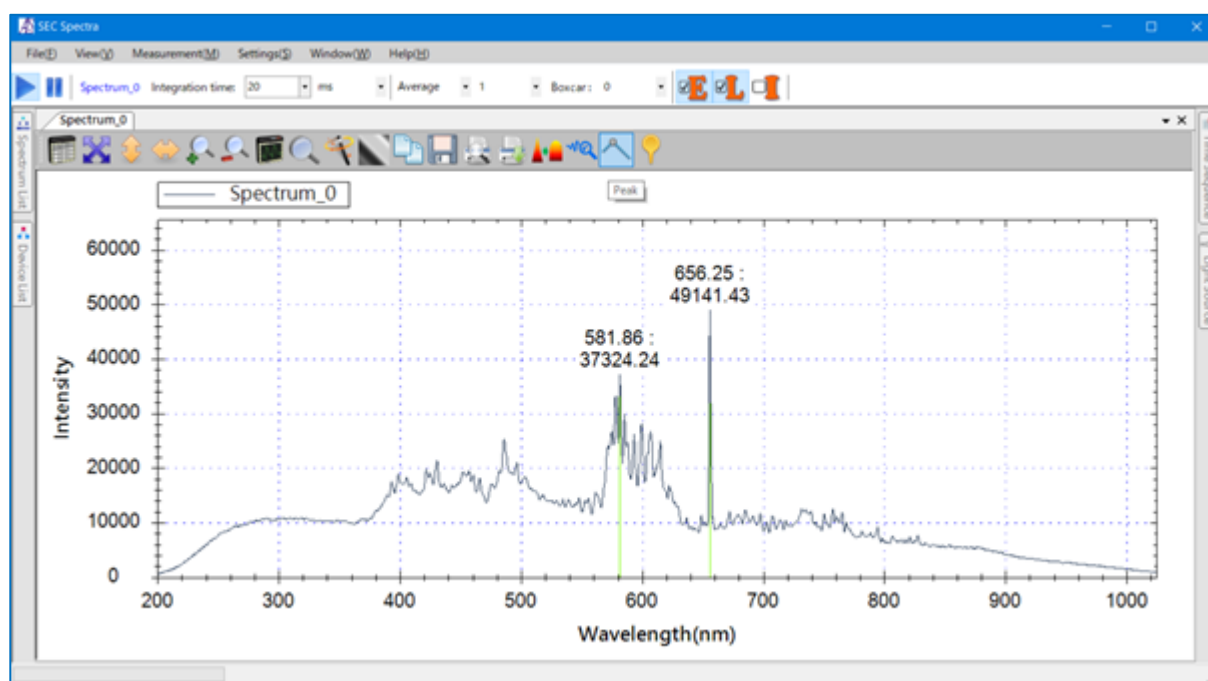 SEC Spectra
File(F) View(V) Measurement(M) Settings(S) Window(W) Help(H)
Spectrum_0 Integration time: 20 ms Average 1 Boxcar: 0 E L I
Spectrum_0
Spectrum List
Device List
Peak
Spectrum_0
60000
50000
40000
30000
20000
10000
0
Intensity
656.25 :
49141.43
581.86 :
37324.24
200 300 400 500 600 700 800 900 1000
Wavelength(nm)